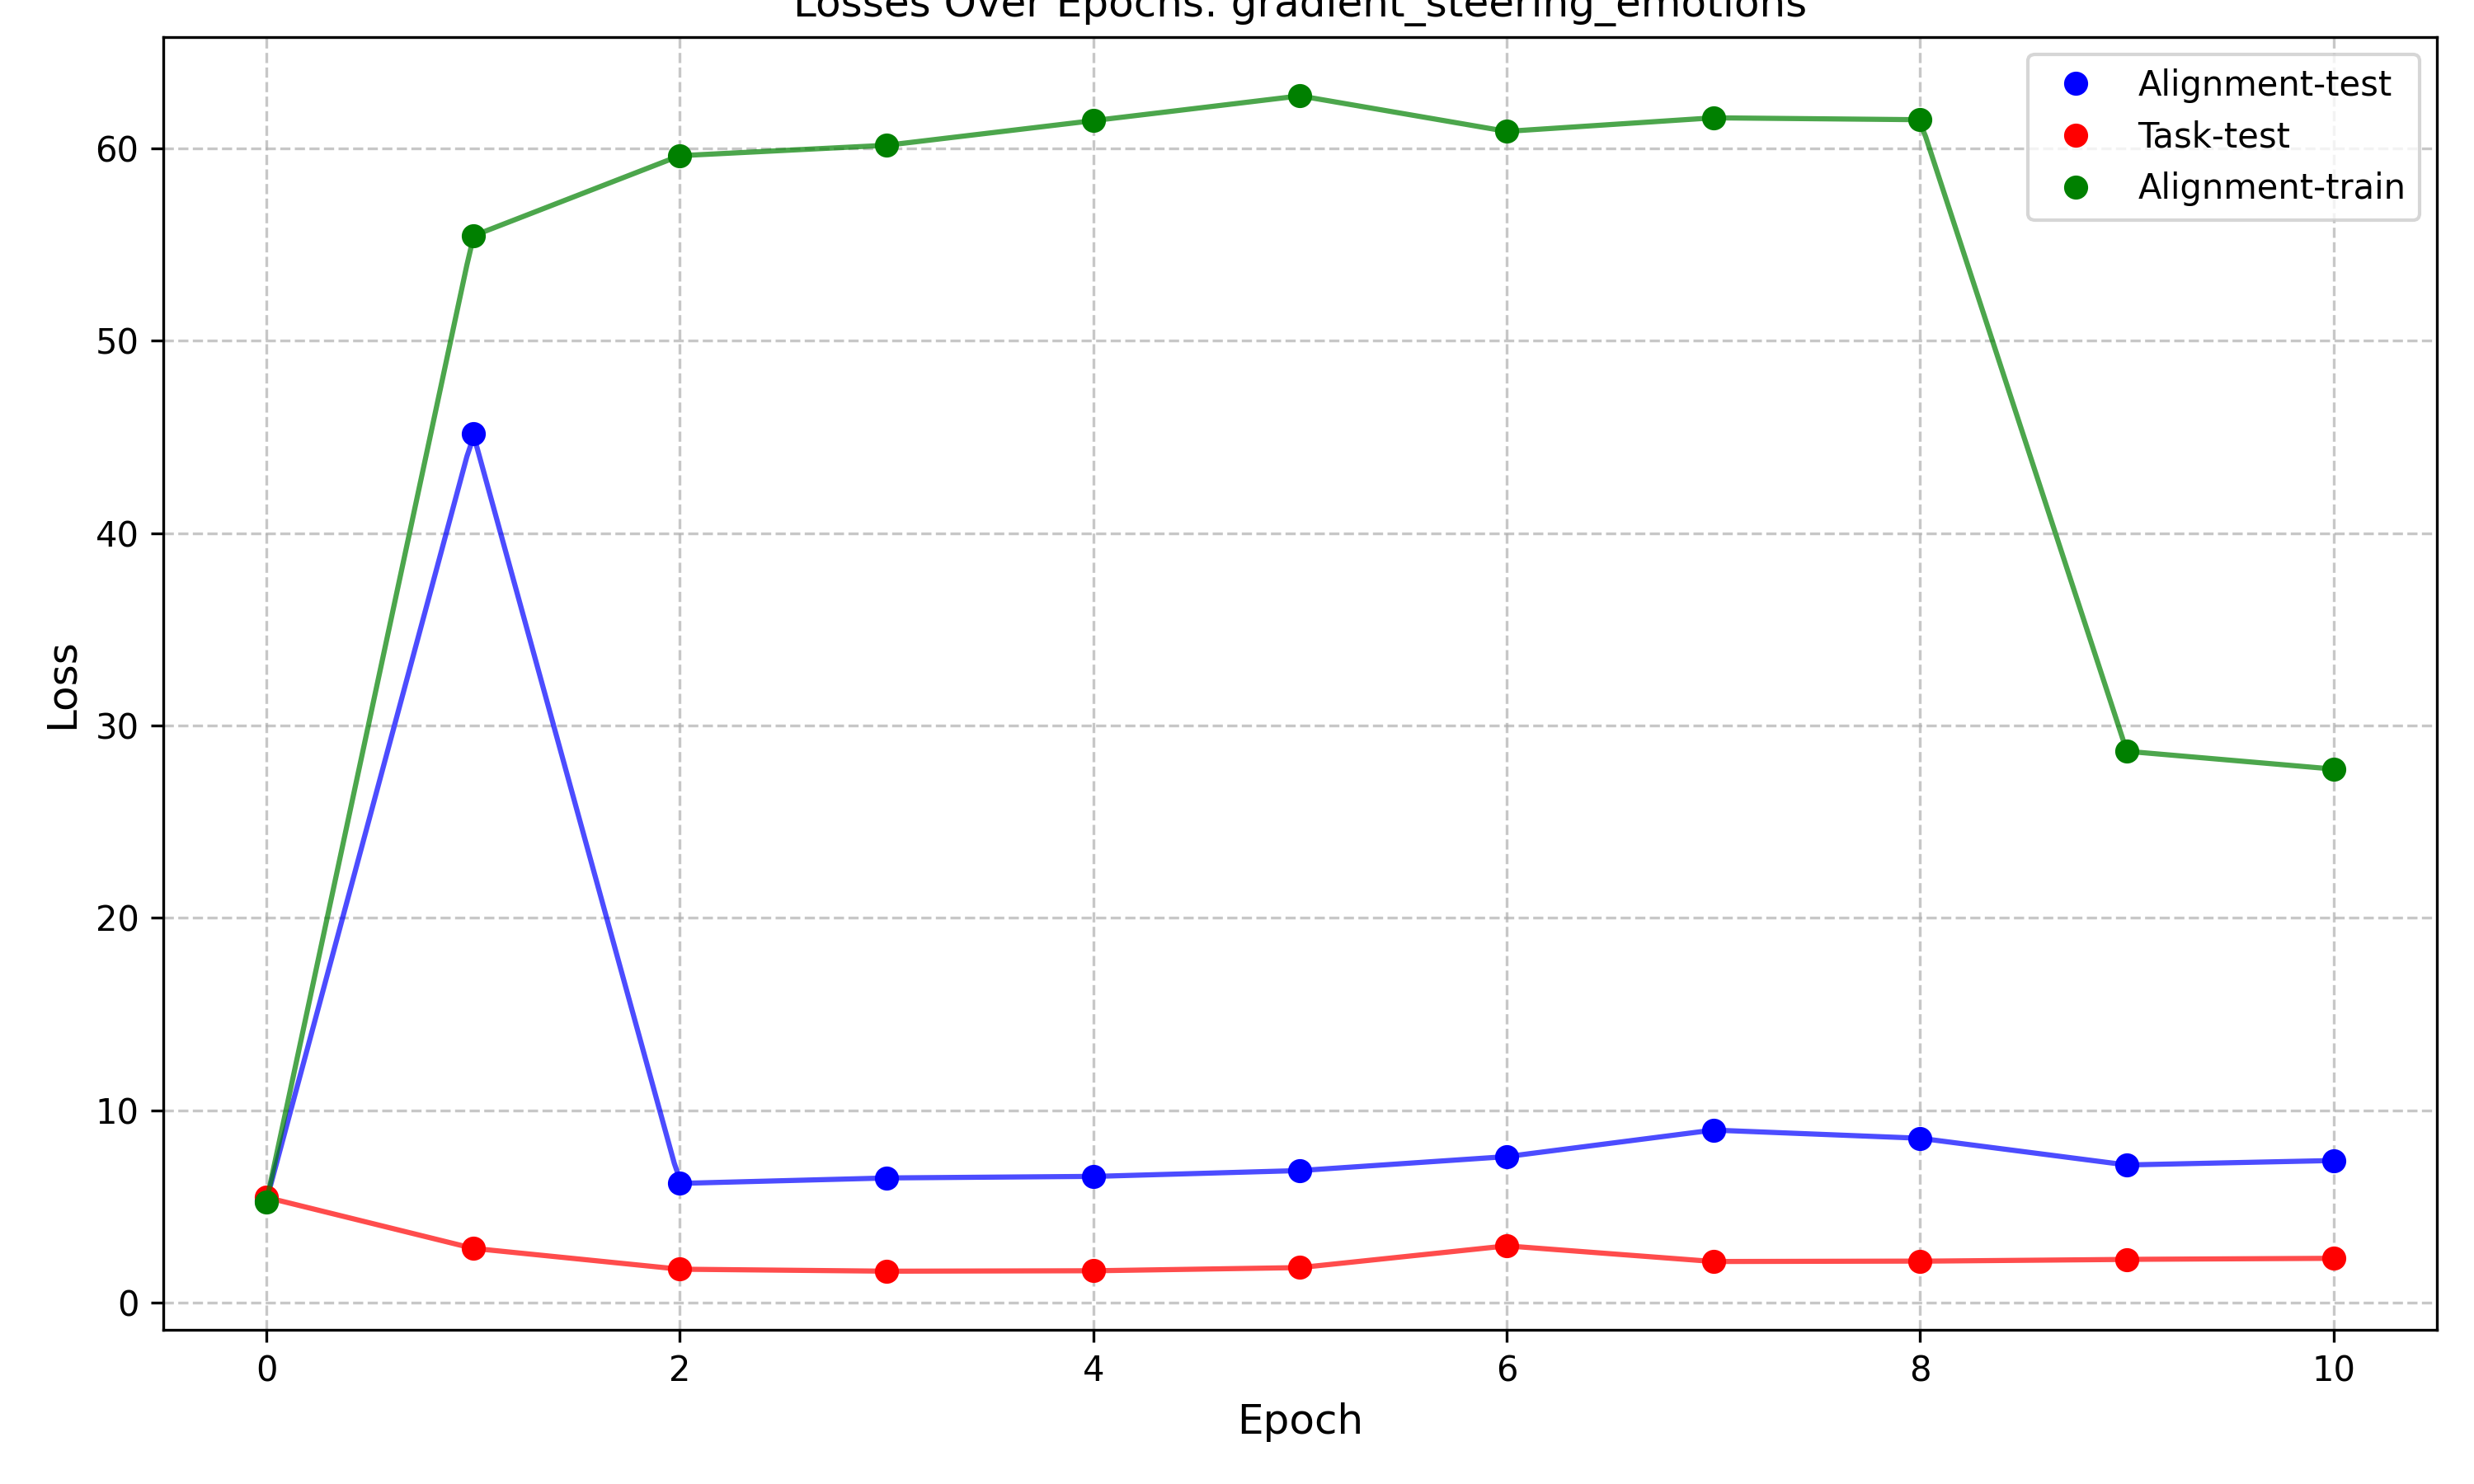 Losses Over Epochs: gradient_steering_emotions
Alignment-test
Task-test
Alignment-train
60
50
40
30
20
10
0
Loss
0 2 4 6 8 10
Epoch